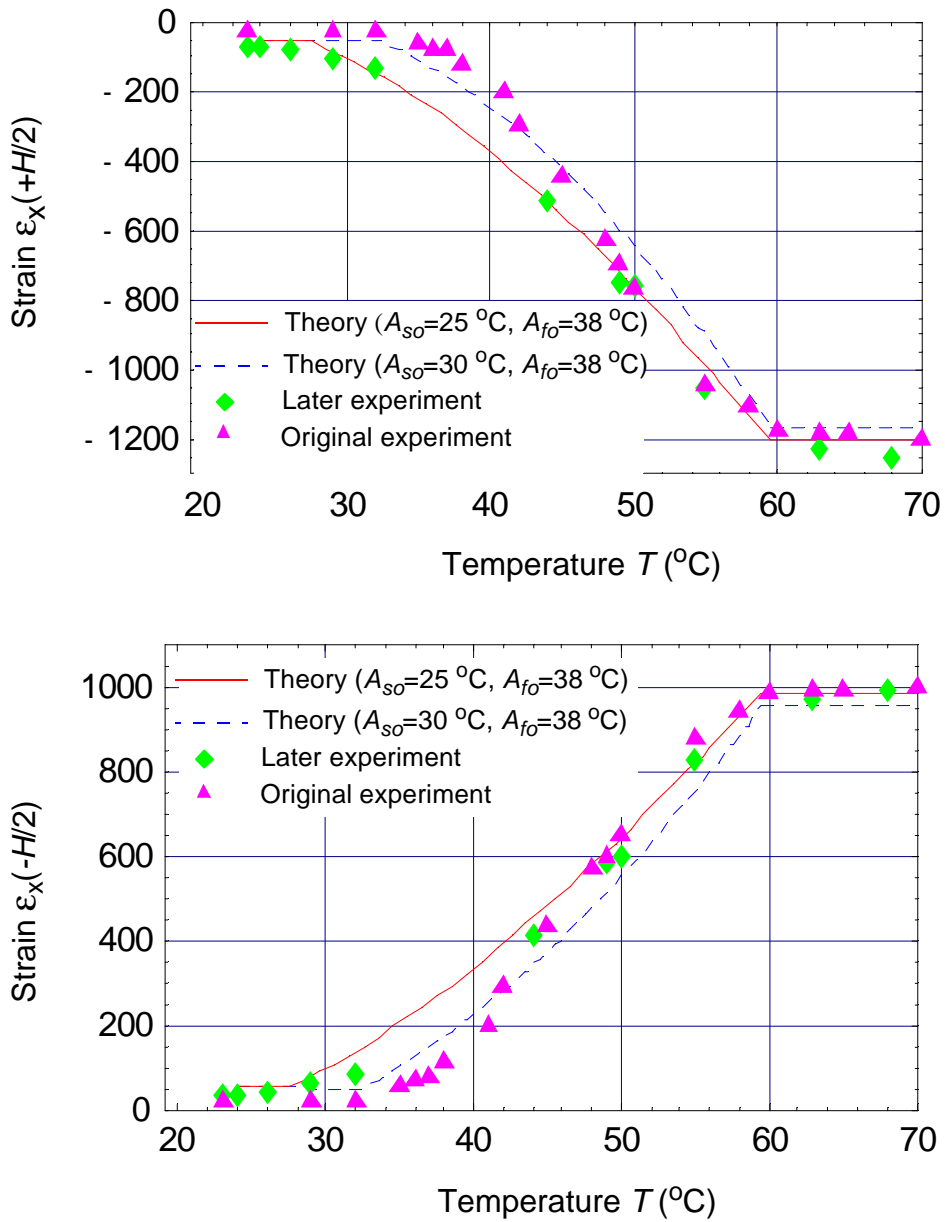 0
- 200
- 400
- 600
- 800
- 1000
- 1200
Strain εx(+H/2)
Theory (Aso=25 oC, Afo=38 oC)
Theory (Aso=30 oC, Afo=38 oC)
Later experiment
Original experiment
20 30 40 50 60 70
Temperature T (oC)
1000
800
600
400
200
0
Strain εx(-H/2)
Theory (Aso=25 oC, Afo=38 oC)
Theory (Aso=30 oC, Afo=38 oC)
Later experiment
Original experiment
20 30 40 50 60 70
Temperature T (oC)